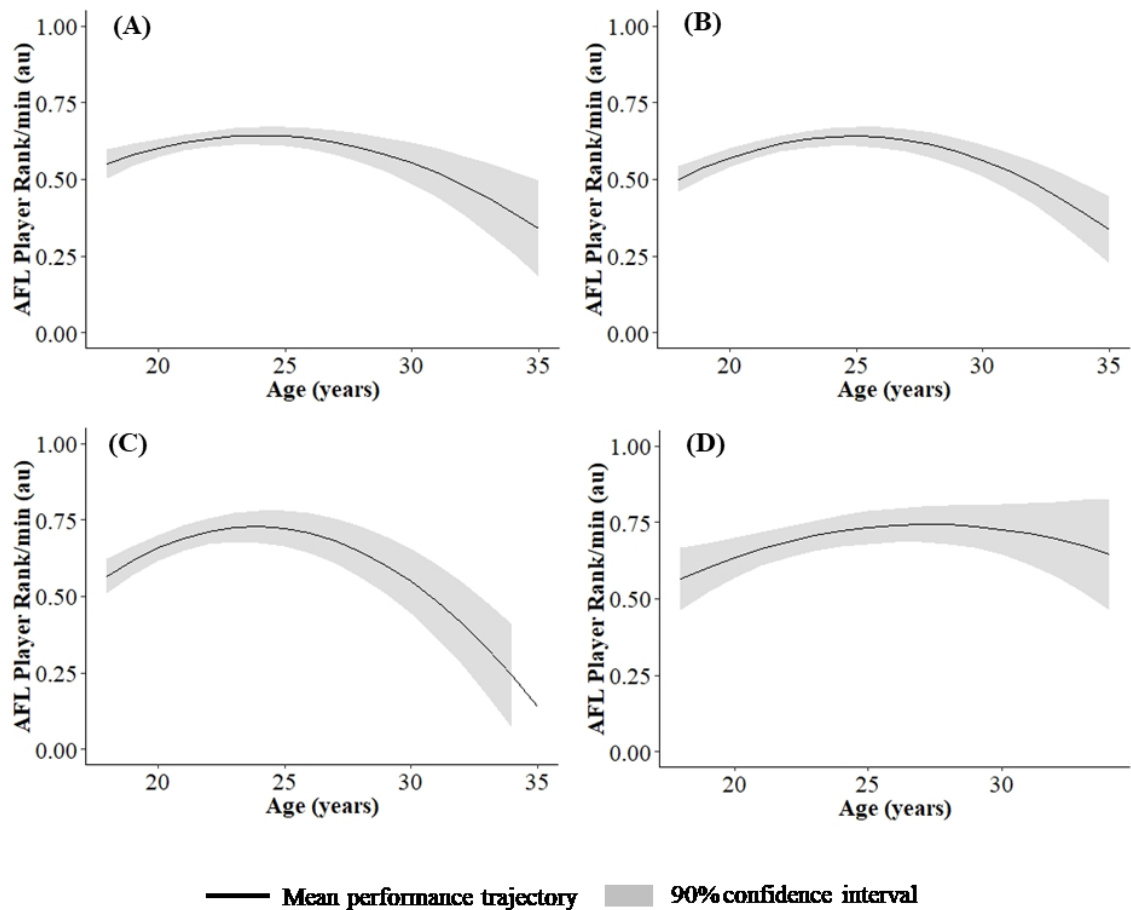 (A)
AFL Player Rank/min (au)
1.00
0.75
0.50
0.25
0.00
20 25 30 35
Age (years)
(B)
AFL Player Rank/min (au)
1.00
0.75
0.50
0.25
0.00
20 25 30 35
Age (years)
(C)
AFL Player Rank/min (au)
1.00
0.75
0.50
0.25
0.00
20 25 30 35
Age (years)
(D)
AFL Player Rank/min (au)
1.00
0.75
0.50
0.25
0.00
20 25 30
Age (years)
Mean performance trajectory 90% confidence interval